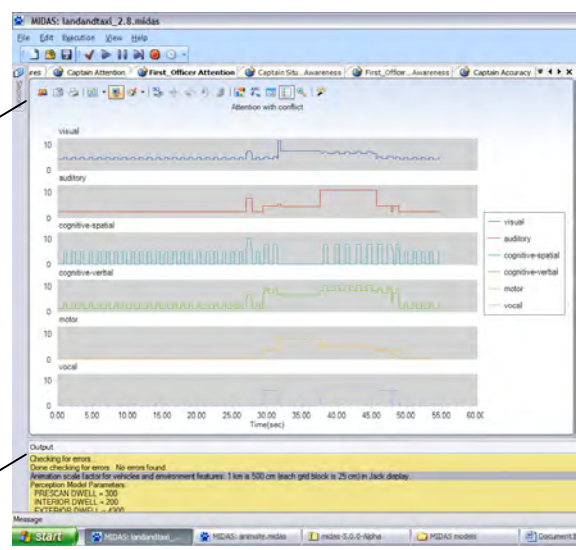 MIDAS: landandtaxi_2.8.midas
File Edit Execution View Help
res) Captain Attention First_Officer Attention Captain Situ...Awareness First_Officer...Awareness Captain Accuracy
Attention with conflict
visual
10
0
auditory
10
0
cognitive-spatial
10
0
cognitive-verbal
10
0
motor
10
0
vocal
10
0
0.00 5.00 10.00 15.00 20.00 25.00 30.00 35.00 40.00 45.00 50.00 55.00 60.0
Time(sec)
visual
auditory
cognitive-spatial
cognitive-verbal
motor
vocal
Output
Checking for errors.
Done checking for errors. No errors found.
Animation scale factor for vehicles and environment features: 1 km is 500 cm (each grid block is 25 cm) in Jack display.
Perception Model Parameters:
PRESCAN DWELL = 300
INTERIOR DWELL = 200
EXTERIOR DWELL = 4300
Message
start MIDAS: landandtaxi_... MIDAS: animate.midas midas-5.0.0-Alpha MIDAS models